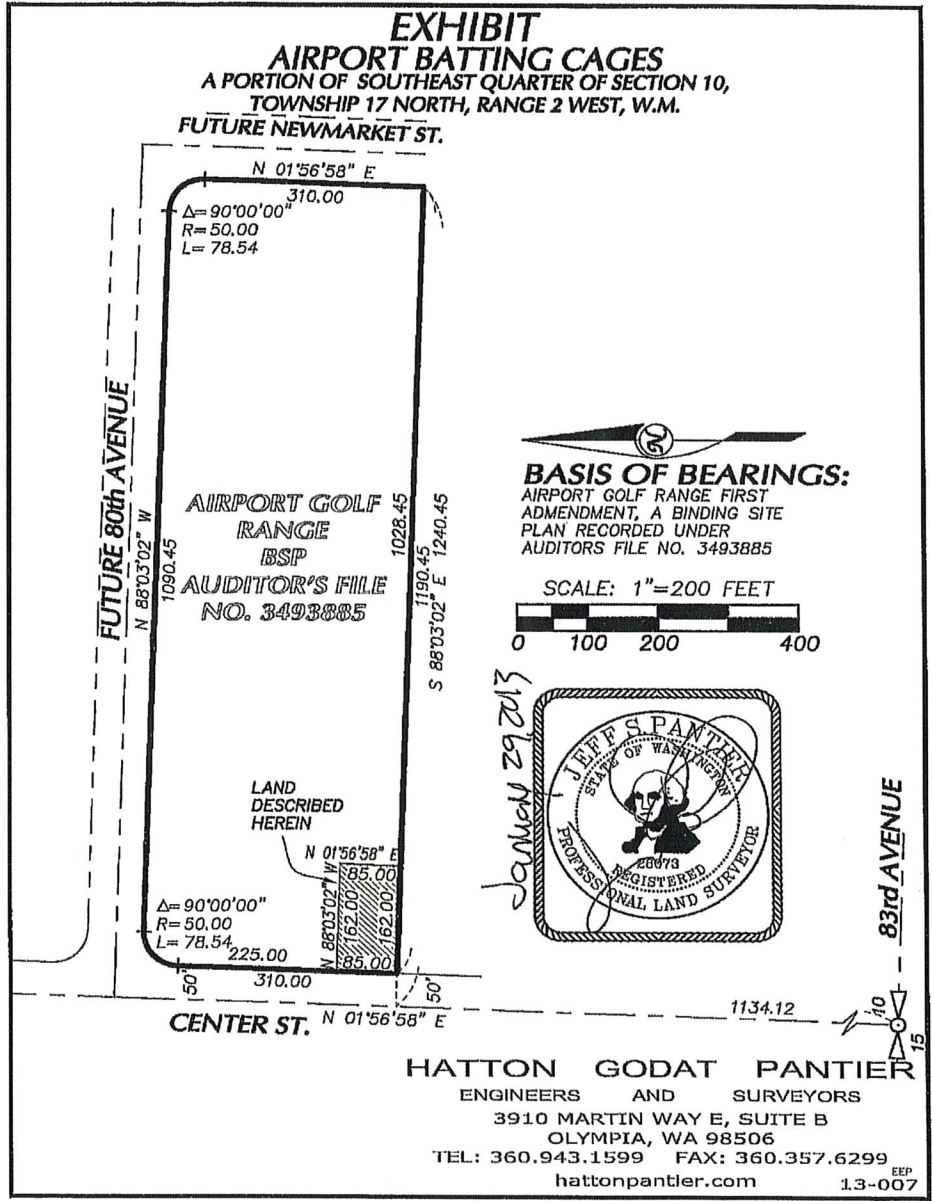 EXHIBIT
AIRPORT BATTING CAGES
A PORTION OF SOUTHEAST QUARTER OF SECTION 10,
TOWNSHIP 17 NORTH, RANGE 2 WEST, W.M.
FUTURE NEWMARKET ST.
N 01°56'58" E
310.00
Δ= 90°00'00"
R= 50.00
L= 78.54
FUTURE 80th AVENUE
N 88°03'02" W
1090.45
AIRPORT GOLF
RANGE
BSP
AUDITOR'S FILE
NO. 3493885
1028.45
1190.45
S 88°03'02" E 1240.45
BASIS OF BEARINGS:
AIRPORT GOLF RANGE FIRST
ADMENDMENT, A BINDING SITE
PLAN RECORDED UNDER
AUDITORS FILE NO. 3493885
SCALE: 1"=200 FEET
0 100 200 400
January 29, 2013
JEFF S. PANTIER
STATE OF WASHINGTON
28073
REGISTERED
PROFESSIONAL LAND SURVEYOR
LAND
DESCRIBED
HEREIN
N 01°56'58" E
85.00
N 88°03'02" W
162.00
162.00
85.00
Δ= 90°00'00"
R= 50.00
L= 78.54
225.00
310.00
50'
50'
CENTER ST.
N 01°56'58" E
1134.12
83rd AVENUE
10
15
HATTON GODAT PANTIER
ENGINEERS AND SURVEYORS
3910 MARTIN WAY E, SUITE B
OLYMPIA, WA 98506
TEL: 360.943.1599 FAX: 360.357.6299
hattonpantier.com
EEP
13-007